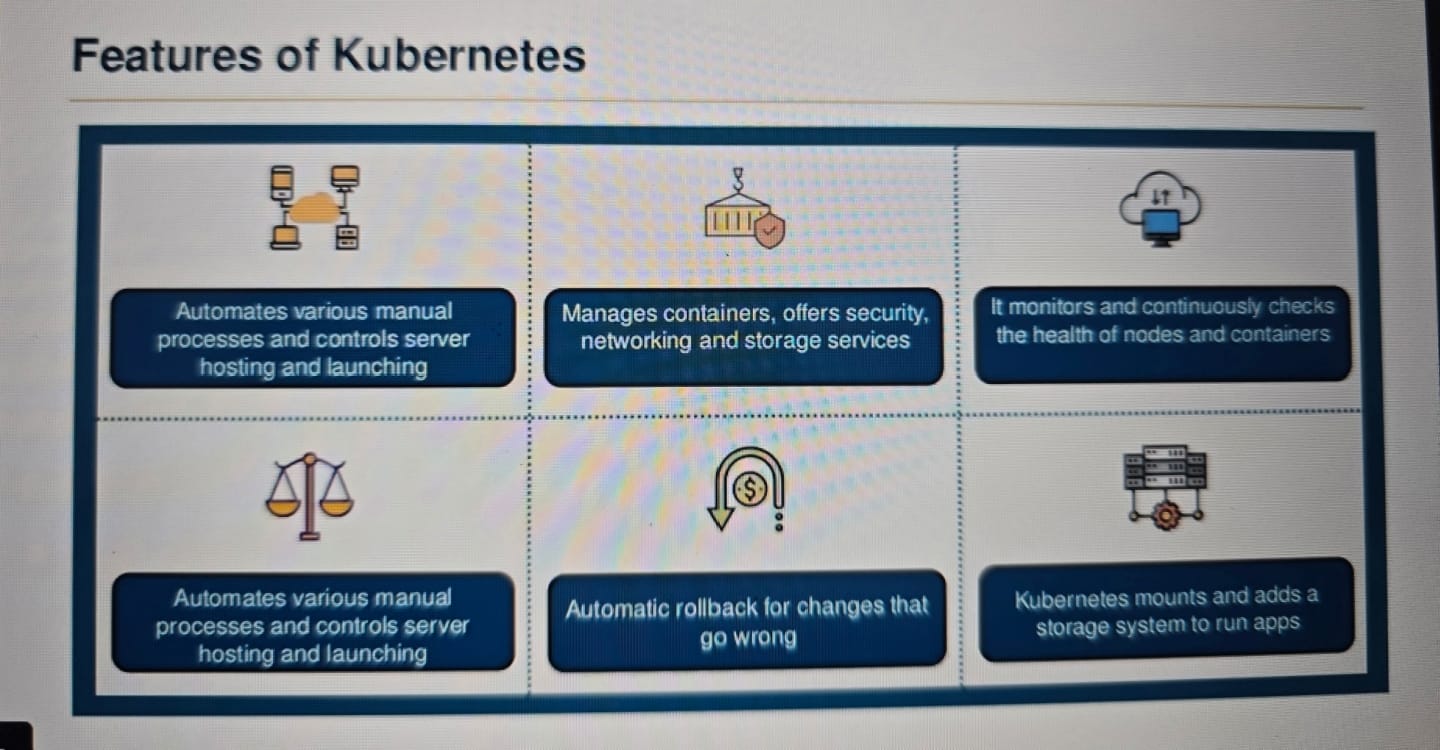 Features of Kubernetes
Automates various manual
processes and controls server
hosting and launching
Manages containers, offers security,
networking and storage services
It monitors and continuously checks
the health of nodes and containers
Automates various manual
processes and controls server
hosting and launching
Automatic rollback for changes that
go wrong
Kubernetes mounts and adds a
storage system to run apps